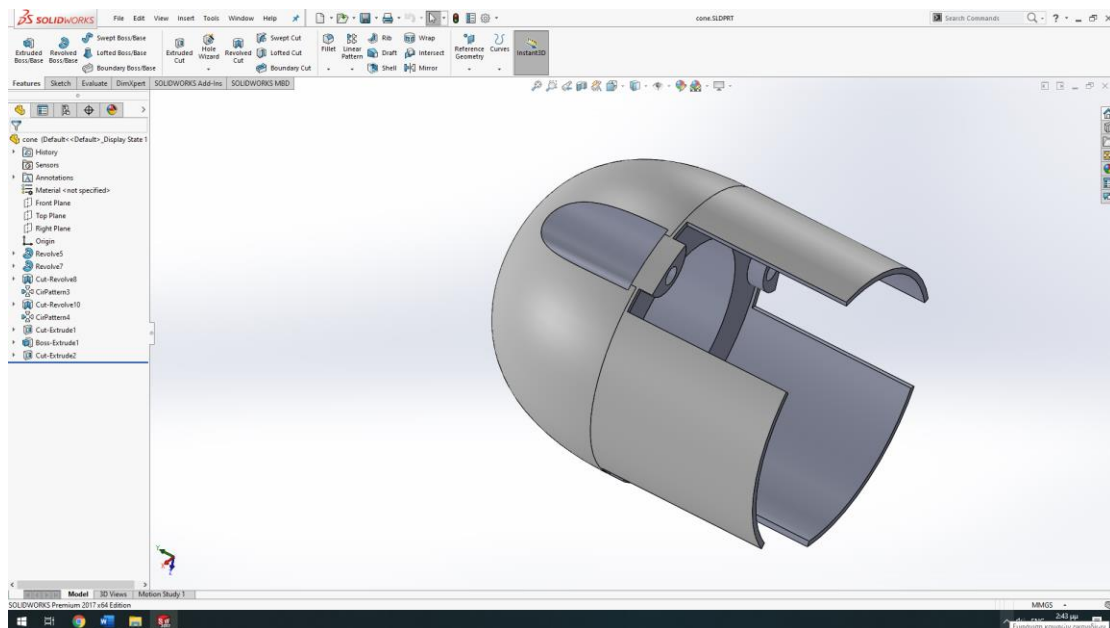 SOLIDWORKS File Edit View Insert Tools Window Help cone.SLDPRT Search Commands
Extruded Boss/Base Revolved Boss/Base Swept Boss/Base Lofted Boss/Base Boundary Boss/Base Extruded Cut Hole Wizard Revolved Cut Swept Cut Lofted Cut Boundary Cut Fillet Linear Pattern Rib Draft Shell Wrap Intersect Mirror Reference Geometry Curves Instant3D
Features Sketch Evaluate DimXpert SOLIDWORKS Add-Ins SOLIDWORKS MBD
cone (Default<<Default>_Display State 1
History
Sensors
Annotations
Material <not specified>
Front Plane
Top Plane
Right Plane
Origin
Revolve5
Revolve7
Cut-Revolve8
CirPattern3
Cut-Revolve10
CirPattern4
Cut-Extrude1
Boss-Extrude1
Cut-Extrude2
Model 3D Views Motion Study 1
SOLIDWORKS Premium 2017 x64 Edition MMGS
2:43 μμ